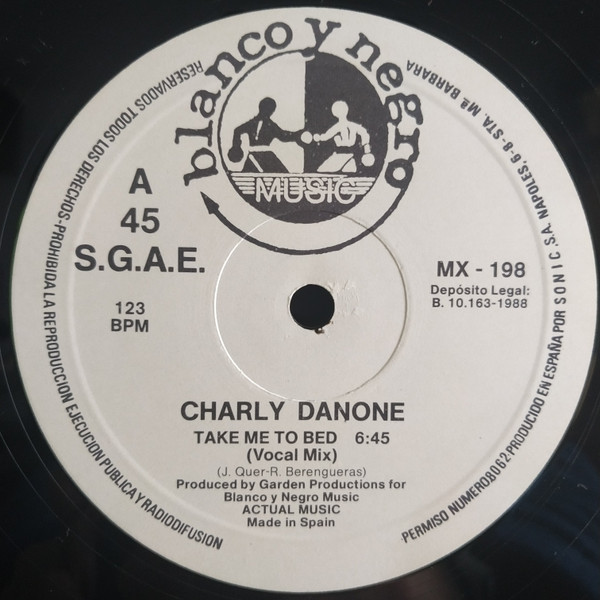 blanco y negro
MUSIC
A
45
S.G.A.E.
123
BPM
MX - 198
Depósito Legal:
B. 10.163-1988
CHARLY DANONE
TAKE ME TO BED 6:45
(Vocal Mix)
(J. Quer-R. Berengueras)
Produced by Garden Productions for
Blanco y Negro Music
ACTUAL MUSIC
Made in Spain
RESERVADOS TODOS LOS DERECHOS-PROHIBIDA LA REPRODUCCION EJECUCION PUBLICA Y RADIODIFUSION
PERMISO NUMERO 8062 PRODUCIDO EN ESPAÑA POR SONIC S.A. NAPOLES, 6-8-STA. Mª. BARBARA